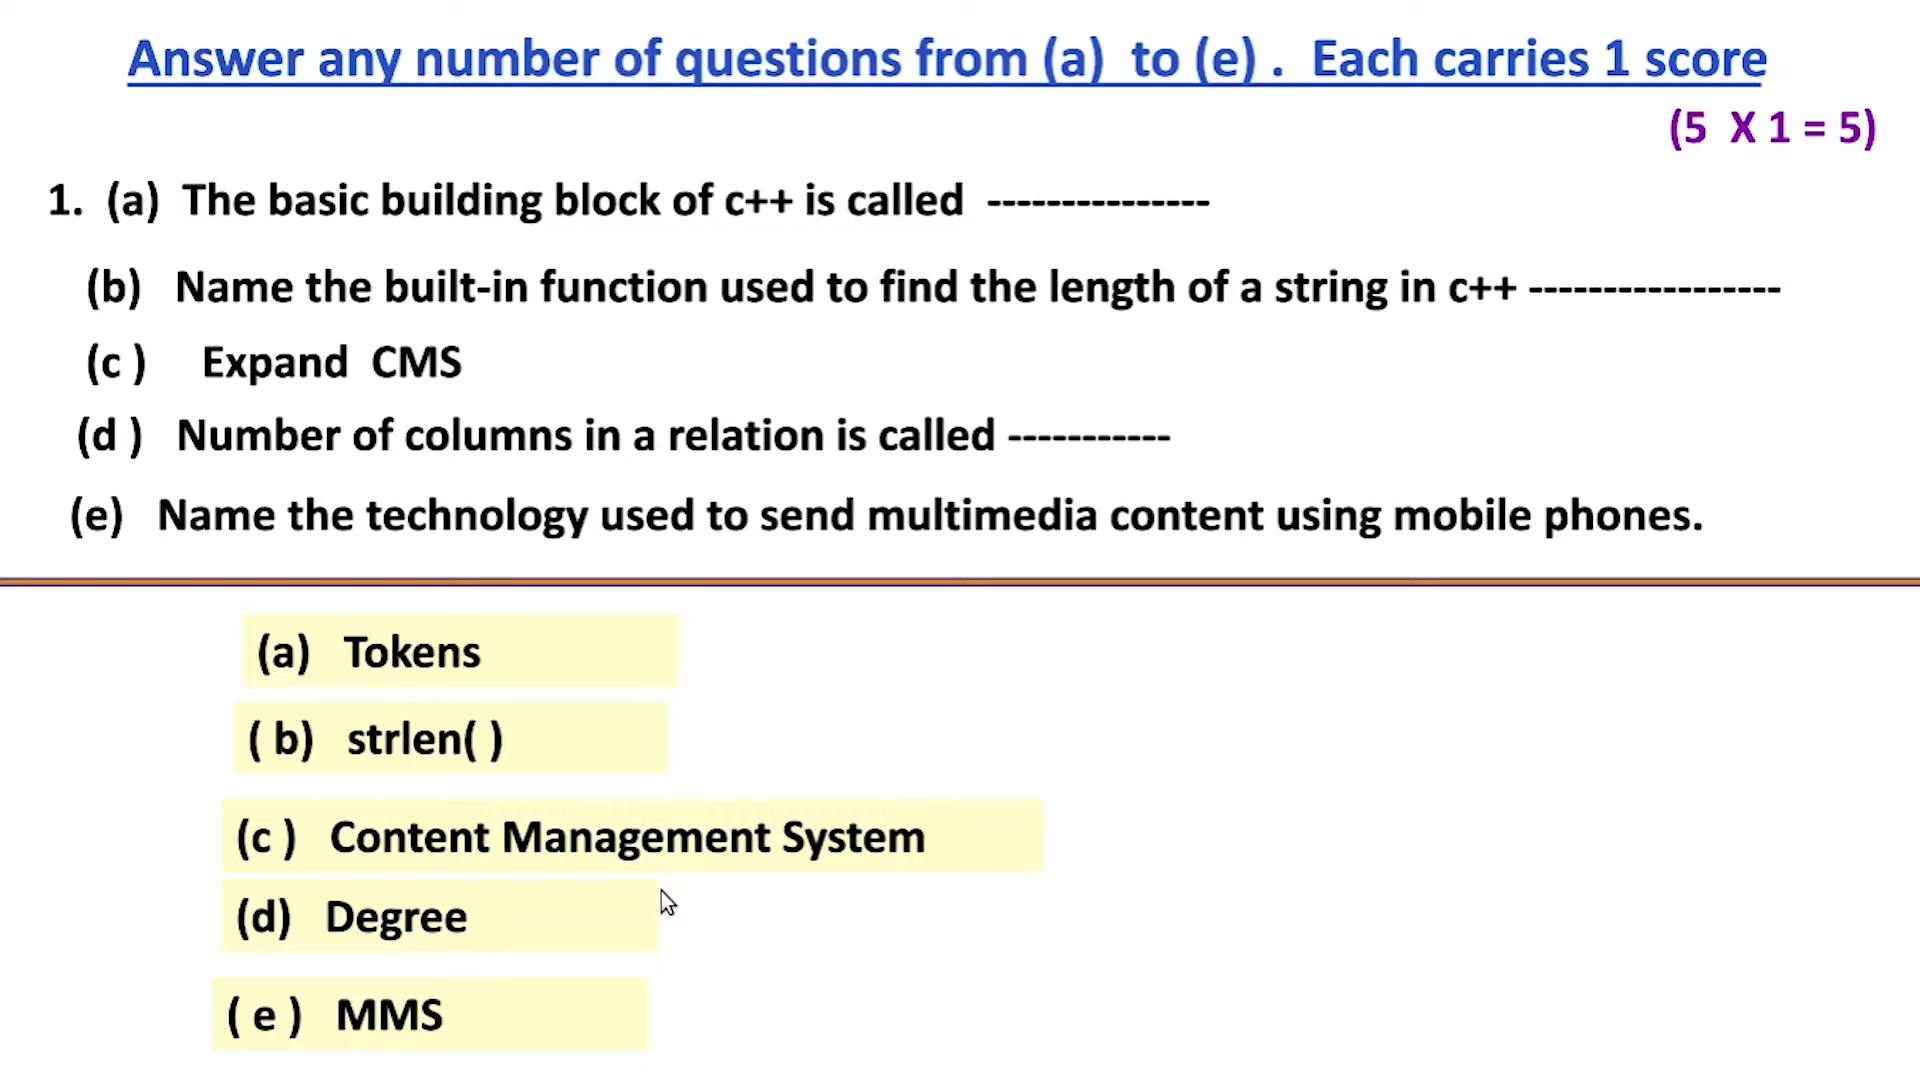 Answer any number of questions from (a) to (e) . Each carries 1 score
(5 X 1 = 5)
1. (a) The basic building block of c++ is called ---------------
(b) Name the built-in function used to find the length of a string in c++ -----------------
(c ) Expand CMS
(d ) Number of columns in a relation is called -----------
(e) Name the technology used to send multimedia content using mobile phones.
(a) Tokens
( b) strlen( )
(c ) Content Management System
(d) Degree
( e ) MMS